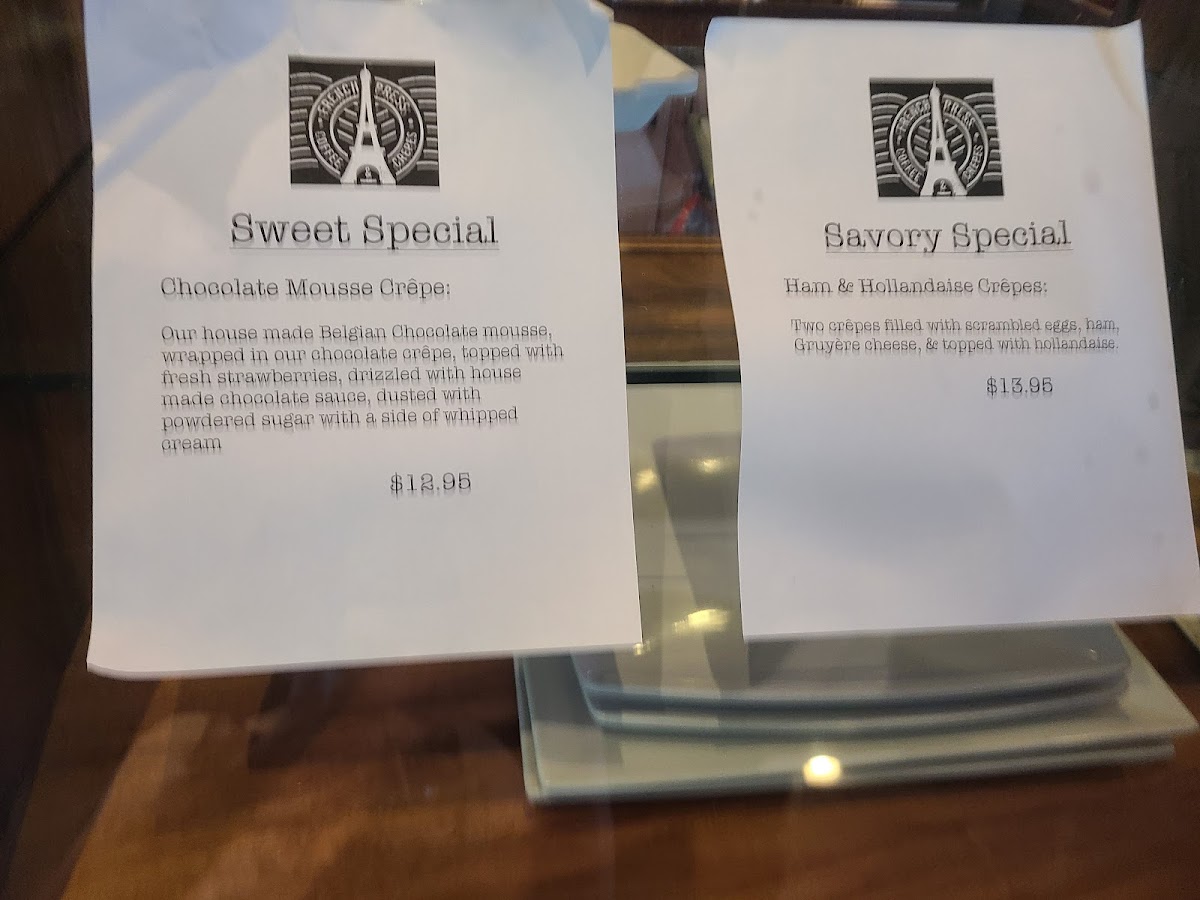 FRENCH PRESS
COFFEE & CREPES
Sweet Special
Chocolate Mousse Crêpe:
Our house made Belgian Chocolate mousse,
wrapped in our chocolate crêpe, topped with
fresh strawberries, drizzled with house
made chocolate sauce, dusted with
powdered sugar with a side of whipped
cream
$12.95
FRENCH PRESS
COFFEE & CREPES
Savory Special
Ham & Hollandaise Crêpes:
Two crêpes filled with scrambled eggs, ham,
Gruyère cheese, & topped with hollandaise.
$13.95